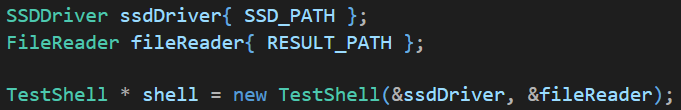 SSDDriver ssdDriver{ SSD_PATH };
FileReader fileReader{ RESULT_PATH };
TestShell * shell = new TestShell(&ssdDriver, &fileReader);